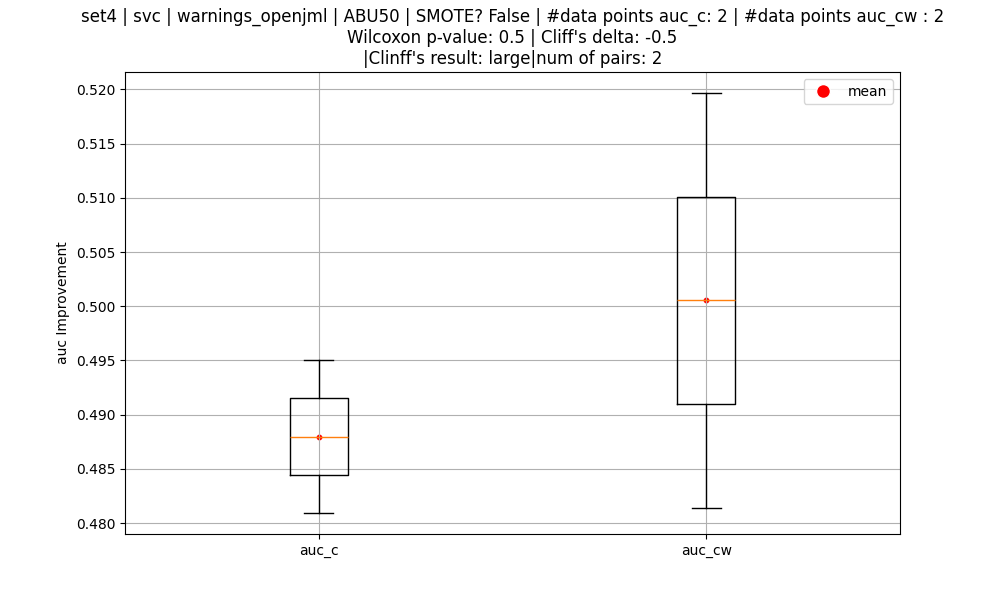 set4 | svc | warnings_openjml | ABU50 | SMOTE? False | #data points auc_c: 2 | #data points auc_cw : 2
Wilcoxon p-value: 0.5 | Cliff's delta: -0.5
|Clinff's result: large|num of pairs: 2
mean
0.520
0.515
0.510
0.505
0.500
0.495
0.490
0.485
0.480
auc Improvement
auc_c
auc_cw